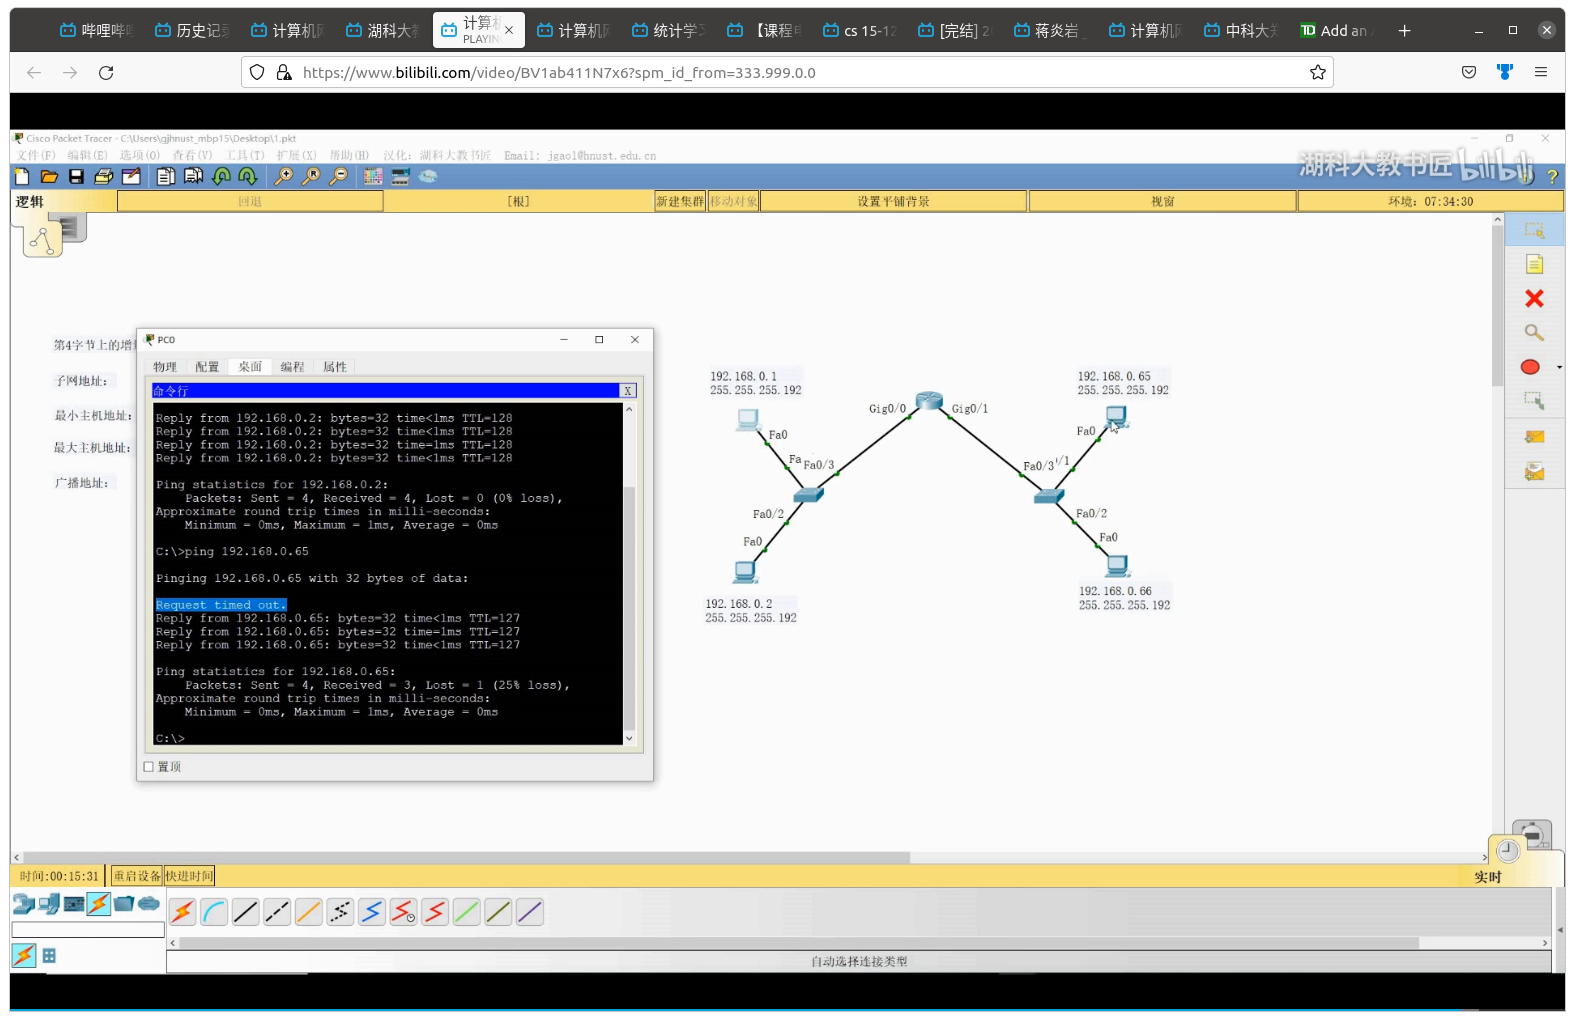 哔哩哔哩
历史记录
计算机网
湖科大教
计算机
PLAYING
计算机网
统计学习
【课程
cs 15-12
[完结] 2
蒋炎岩
计算机网
中科大
Add an
https://www.bilibili.com/video/BV1ab411N7x6?spm_id_from=333.999.0.0
Cisco Packet Tracer - C:\Users\gjhnust_mbp15\Desktop\1.pkt
文件(F) 编辑(E) 选项(O) 查看(V) 工具(T) 扩展(X) 帮助(H) 汉化: 湖科大教书匠 Email: jgao1@hnust.edu.cn
湖科大教书匠 bilibili
逻辑
回退
[根]
新建集群
移动对象
设置平铺背景
视窗
环境: 07:34:30
第4字节上的增
子网地址:
最小主机地址:
最大主机地址:
广播地址:
PC0
物理 配置 桌面 编程 属性
命令行
X
Reply from 192.168.0.2: bytes=32 time<1ms TTL=128
Reply from 192.168.0.2: bytes=32 time<1ms TTL=128
Reply from 192.168.0.2: bytes=32 time=1ms TTL=128
Reply from 192.168.0.2: bytes=32 time<1ms TTL=128
Ping statistics for 192.168.0.2:
Packets: Sent = 4, Received = 4, Lost = 0 (0% loss),
Approximate round trip times in milli-seconds:
Minimum = 0ms, Maximum = 1ms, Average = 0ms
C:\>ping 192.168.0.65
Pinging 192.168.0.65 with 32 bytes of data:
Request timed out.
Reply from 192.168.0.65: bytes=32 time<1ms TTL=127
Reply from 192.168.0.65: bytes=32 time=1ms TTL=127
Reply from 192.168.0.65: bytes=32 time<1ms TTL=127
Ping statistics for 192.168.0.65:
Packets: Sent = 4, Received = 3, Lost = 1 (25% loss),
Approximate round trip times in milli-seconds:
Minimum = 0ms, Maximum = 1ms, Average = 0ms
C:\>
置顶
192.168.0.1
255.255.255.192
192.168.0.65
255.255.255.192
Gig0/0
Gig0/1
Fa0
Fa0
Fa
Fa0/3
Fa0/3
/1
Fa0/2
Fa0/2
Fa0
Fa0
192.168.0.2
255.255.255.192
192.168.0.66
255.255.255.192
时间:00:15:31
重启设备
快进时间
实时
自动选择连接类型